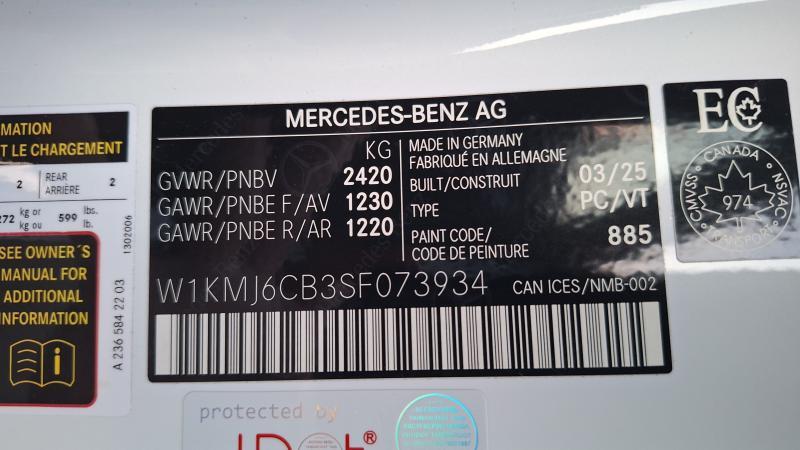 MATION
T LE CHARGEMENT
2 REAR ARRIÈRE 2
272 kg or kg ou 599 lbs. lb.
1302006
SEE OWNER´S
MANUAL FOR
ADDITIONAL
INFORMATION
i
A 236 584 22 03
MERCEDES-BENZ AG
KG
GVWR/PNBV 2420
GAWR/PNBE F/AV 1230
GAWR/PNBE R/AR 1220
MADE IN GERMANY
FABRIQUÉ EN ALLEMAGNE
BUILT/CONSTRUIT 03/25
TYPE PC/VT
PAINT CODE/
CODE DE PEINTURE 885
W1KMJ6CB3SF073934 CAN ICES/NMB-002
EC
CANADA
CMVSS NSVAC
974
TRANSPORT
protected by
IDot®